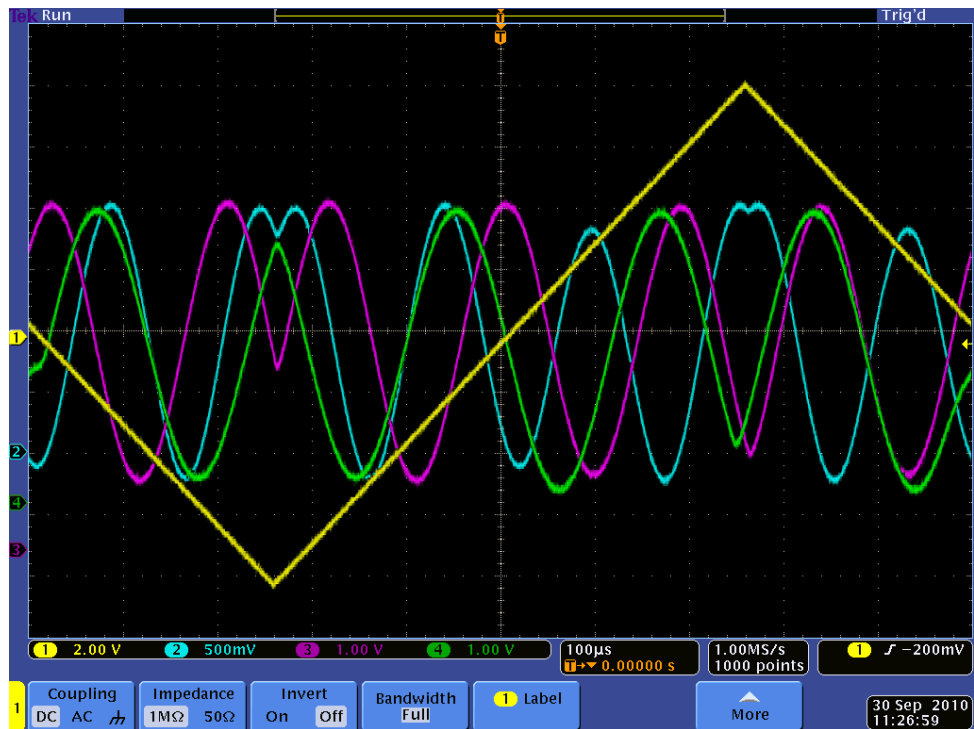 Tek Run Trig'd
T
T
1
2
4
3
1 2.00 V 2 500mV 3 1.00 V 4 1.00 V
100µs
T→▼ 0.00000 s
1.00MS/s
1000 points
1 ʃ −200mV
1
Coupling
DC AC
Impedance
1MΩ 50Ω
Invert
On Off
Bandwidth
Full
1 Label
More
30 Sep 2010
11:26:59